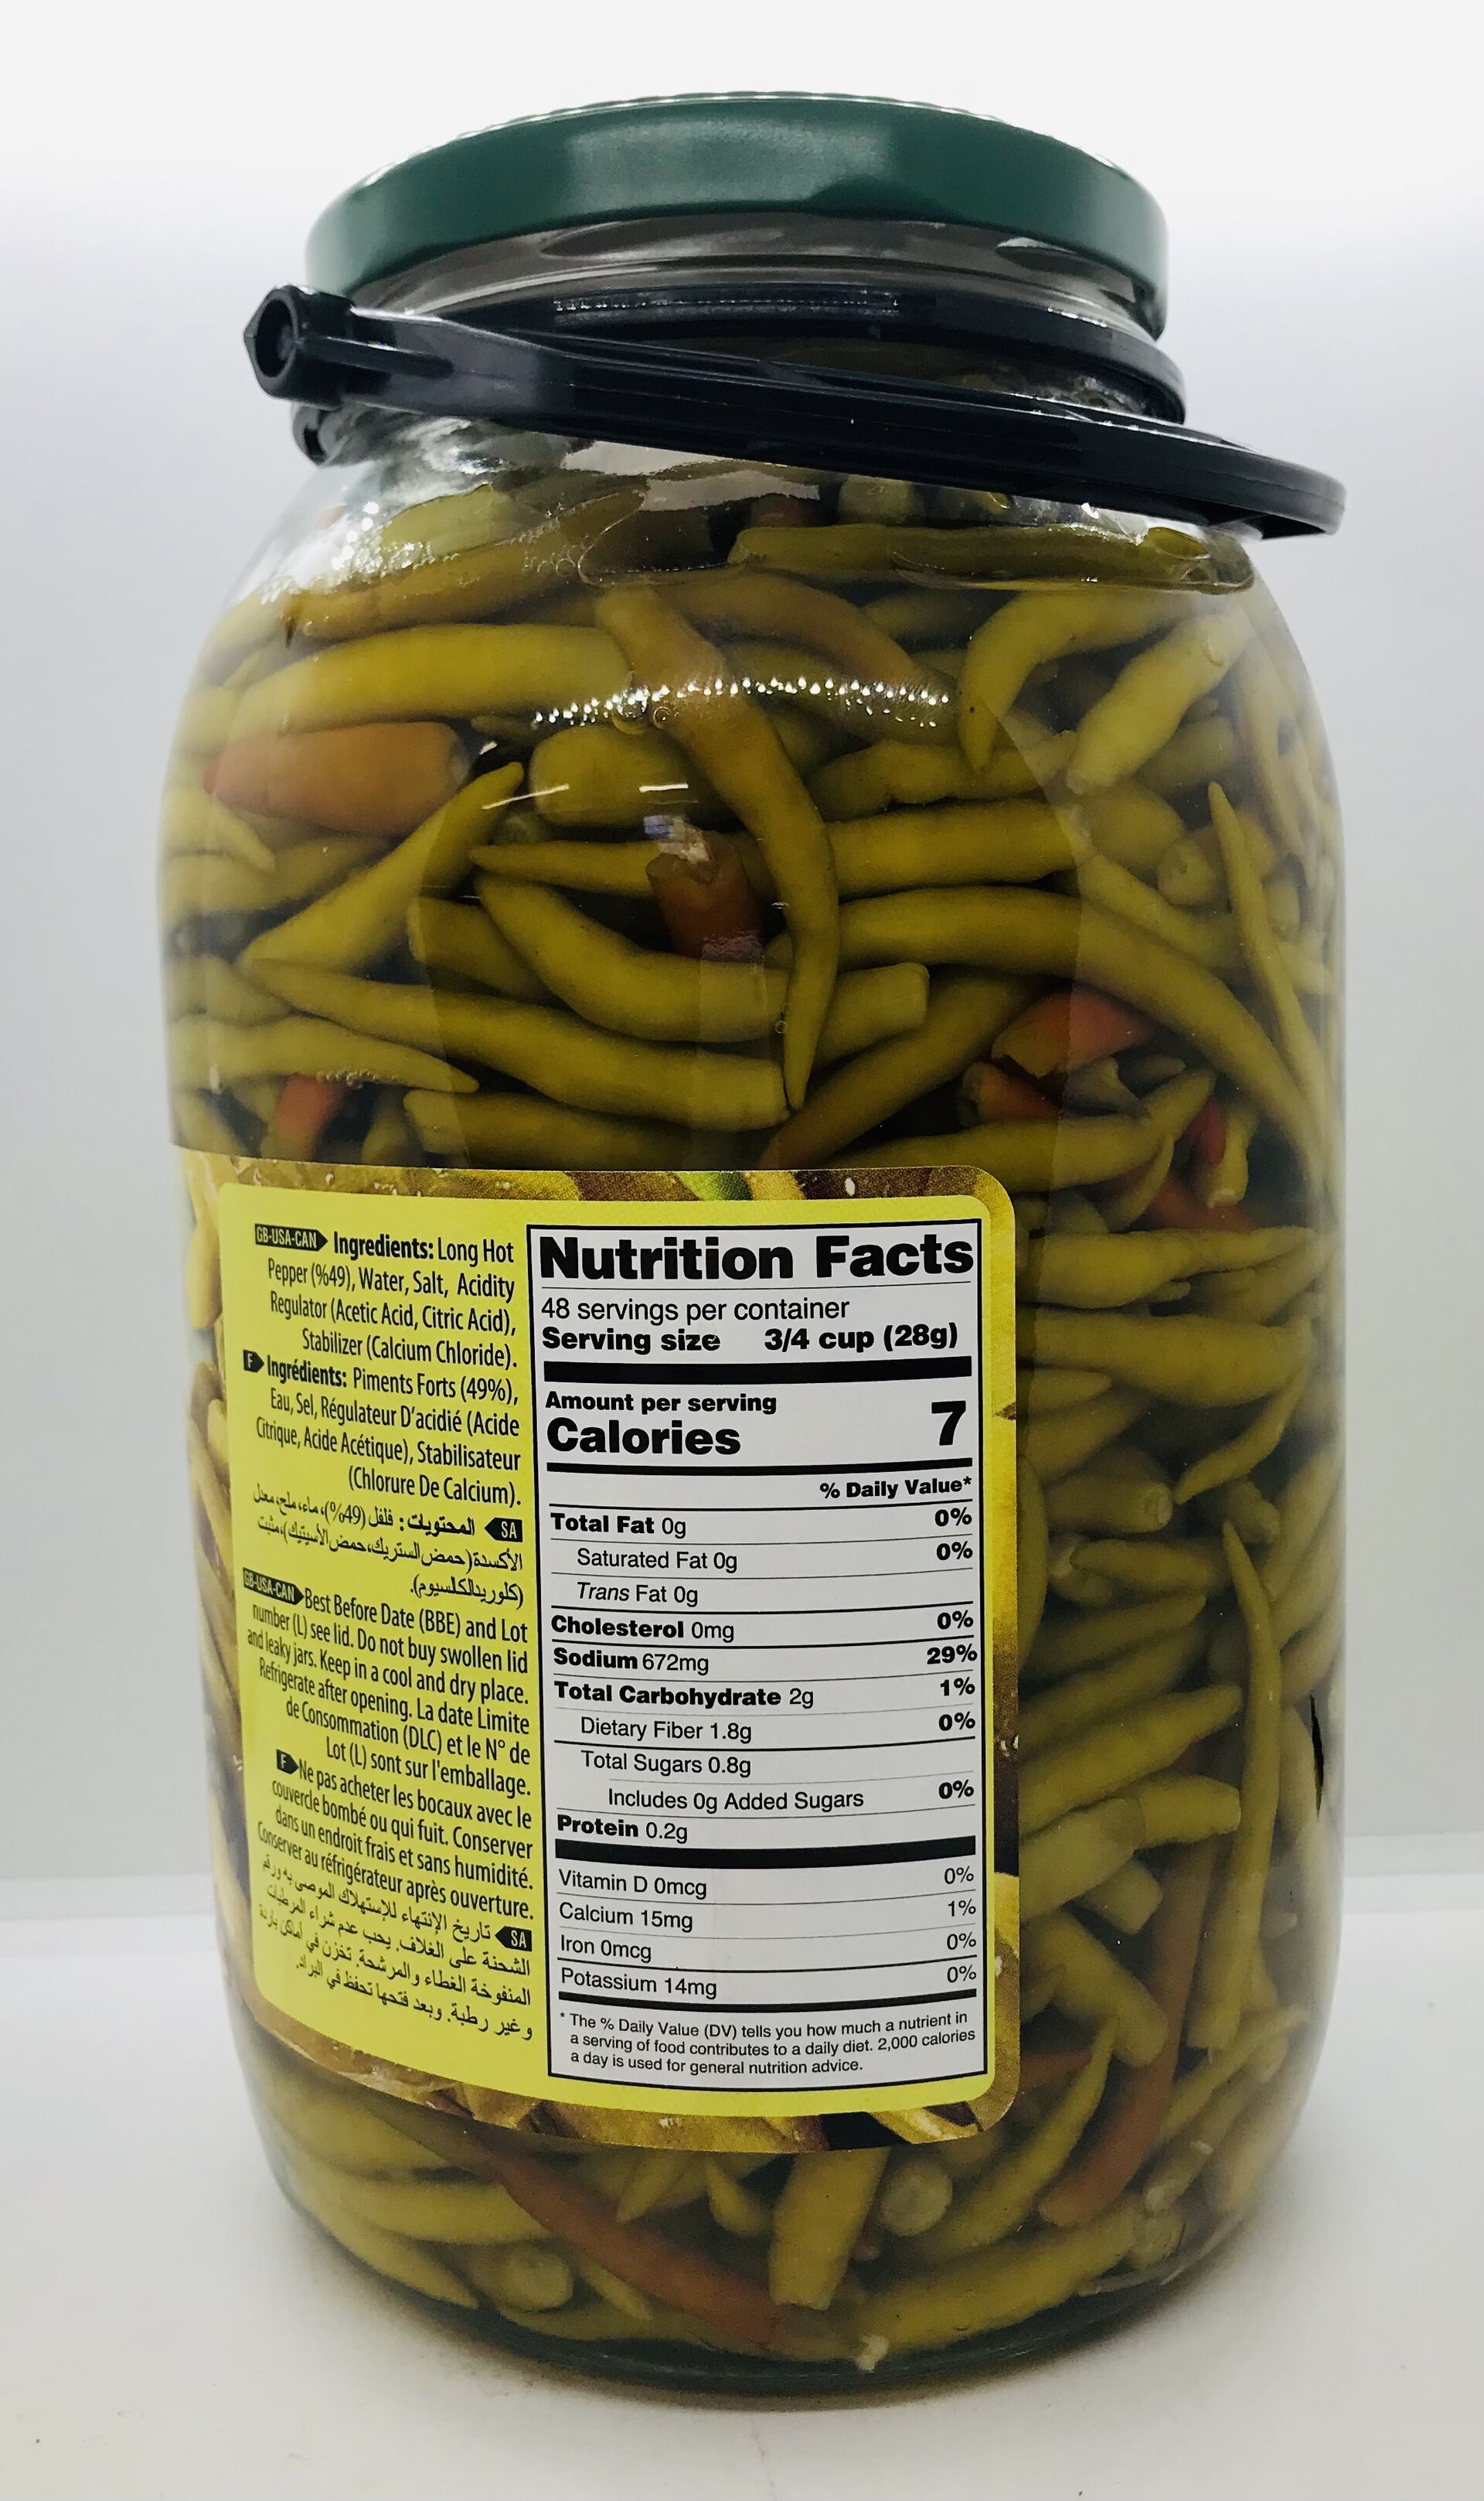 GB-USA-CAN Ingredients: Long Hot
Pepper (%49), Water, Salt, Acidity
Regulator (Acetic Acid, Citric Acid),
Stabilizer (Calcium Chloride).
F Ingrédients: Piments Forts (49%),
Eau, Sel, Régulateur D'acidié (Acide
Citrique, Acide Acétique), Stabilisateur
(Chlorure De Calcium).
SA المحتويات: فلفل (49%)، ماء، ملح، معدل
الأكسدة (حمض الستريك، حمض الأسيتيك)، مثبت
(كلوريد الكلسيوم).
GB-USA-CAN Best Before Date (BBE) and Lot
number (L) see lid. Do not buy swollen lid
and leaky jars. Keep in a cool and dry place.
Refrigerate after opening. La date Limite
de Consommation (DLC) et le N° de
Lot (L) sont sur l'emballage.
F Ne pas acheter les bocaux avec le
couvercle bombé ou qui fuit. Conserver
dans un endroit frais et sans humidité.
Conserver au réfrigérateur après ouverture.
SA تاريخ الإنتهاء للإستهلاك الموصى به ورقم
الشحنة على الغلاف. يحب عدم شراء المرطبات
المنفوخة الغطاء والمرشحة. تخزن في أماكن باردة
و غير رطبة. وبعد فتحها تحفظ في البراد.
Nutrition Facts
48 servings per container
Serving size 3/4 cup (28g)
Amount per serving
Calories 7
% Daily Value*
Total Fat 0g 0%
Saturated Fat 0g 0%
Trans Fat 0g
Cholesterol 0mg 0%
Sodium 672mg 29%
Total Carbohydrate 2g 1%
Dietary Fiber 1.8g 0%
Total Sugars 0.8g
Includes 0g Added Sugars 0%
Protein 0.2g
Vitamin D 0mcg 0%
Calcium 15mg 1%
Iron 0mcg 0%
Potassium 14mg 0%
* The % Daily Value (DV) tells you how much a nutrient in
a serving of food contributes to a daily diet. 2,000 calories
a day is used for general nutrition advice.